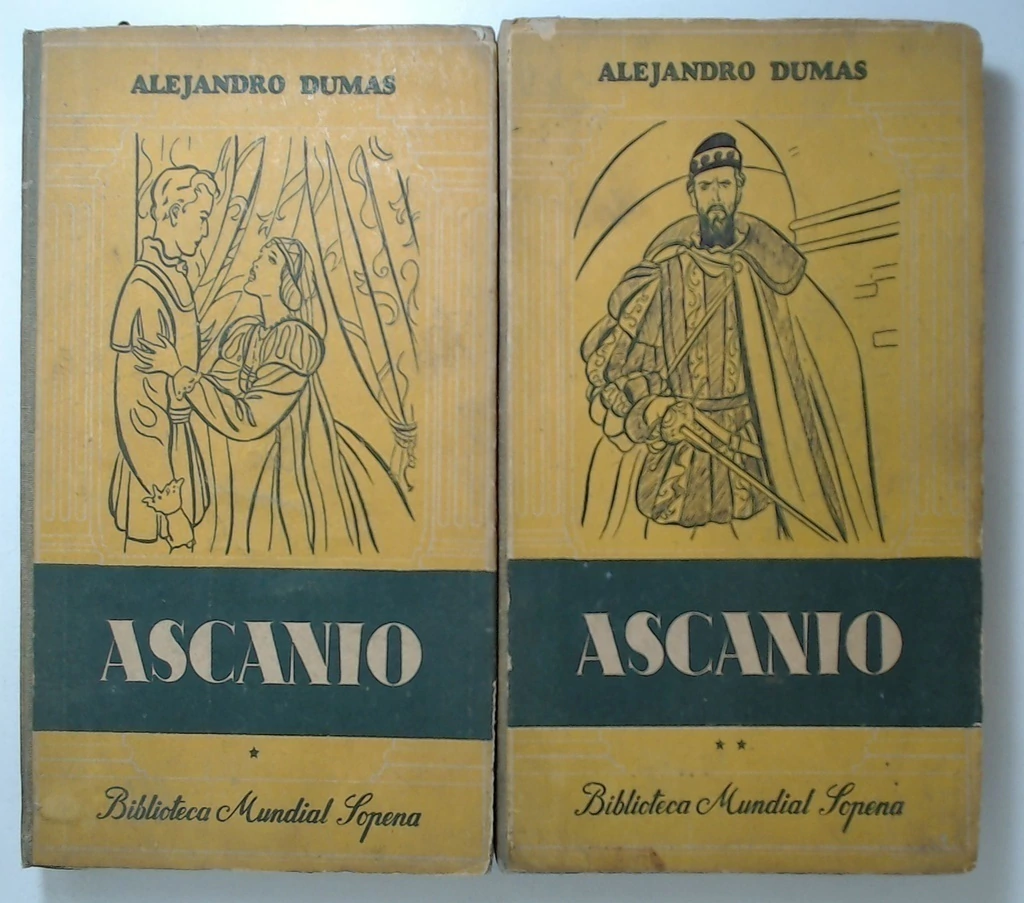 ALEJANDRO DUMAS
ASCANIO
★
Biblioteca Mundial Sopena
ALEJANDRO DUMAS
ASCANIO
★ ★
Biblioteca Mundial Sopena